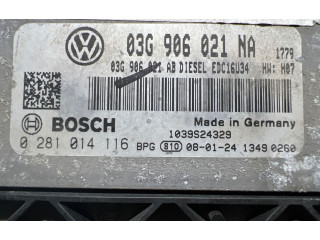 VW 03G 906 021 NA 1779
03G 906 021 AB DIESEL EDC16U34 HW: H07
BOSCH
Made in Germany
1039S24329
0 281 014 116 BPG 810 08-01-24 1349 0260